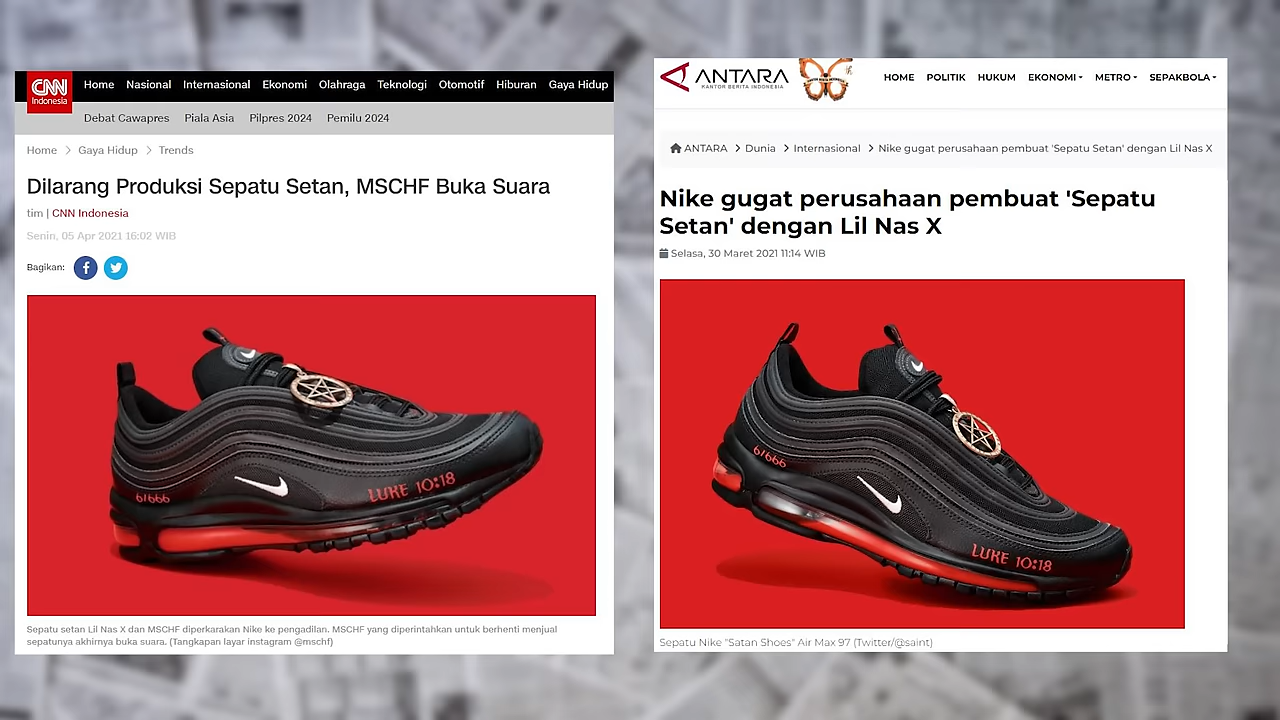 CNN
Indonesia
Home Nasional Internasional Ekonomi Olahraga Teknologi Otomotif Hiburan Gaya Hidup
Debat Cawapres Piala Asia Pilpres 2024 Pemilu 2024
Home > Gaya Hidup > Trends
Dilarang Produksi Sepatu Setan, MSCHF Buka Suara
tim | CNN Indonesia
Senin, 05 Apr 2021 16:02 WIB
Bagikan:
6/666
LUKE 10:18
Sepatu setan Lil Nas X dan MSCHF diperkarakan Nike ke pengadilan. MSCHF yang diperintahkan untuk berhenti menjual
sepatunya akhirnya buka suara. (Tangkapan layar instagram @mschf)
ANTARA
KANTOR BERITA INDONESIA
HOME POLITIK HUKUM EKONOMI METRO SEPAKBOLA
ANTARA > Dunia > Internasional > Nike gugat perusahaan pembuat 'Sepatu Setan' dengan Lil Nas X
Nike gugat perusahaan pembuat 'Sepatu
Setan' dengan Lil Nas X
Selasa, 30 Maret 2021 11:14 WIB
6/666
LUKE 10:18
Sepatu Nike "Satan Shoes" Air Max 97 (Twitter/@saint)